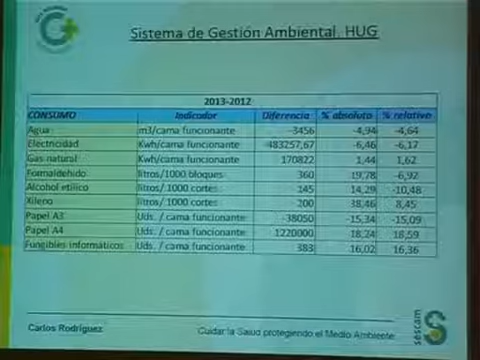 Sistema de Gestión Ambiental. HUG
2013-2012
CONSUMO Indicador Diferencia % absoluto % relativo
Agua m3/cama funcionante -3456 -4,94 -4,64
Electricidad Kwh/cama funcionante -483257,67 -6,46 -6,17
Gas natural Kwh/cama funcionante 170822 1,44 1,62
Formaldehido litros/1000 bloques 360 19,78 -6,92
Alcohol etilico litros/ 1000 cortes 145 14,29 -10,48
Xileno litros/ 1000 cortes 200 38,46 8,45
Papel A3 Uds. / cama funcionante -38050 -15,34 -15,09
Papel A4 Uds. / cama funcionante 1220000 18,24 18,59
Fungibles informáticos Uds. / cama funcionante 383 16,02 16,36
Carlos Rodríguez Cuidar la Salud protegiendo el Medio Ambiente
sescam